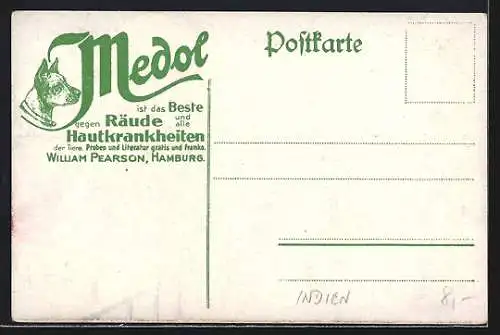 Medol
ist das Beste
gegen Räude und alle
Hautkrankheiten
der Tiere. Proben und Literatur gratis und franko.
WILLIAM PEARSON, HAMBURG.
Postkarte
INDIEN
8,-